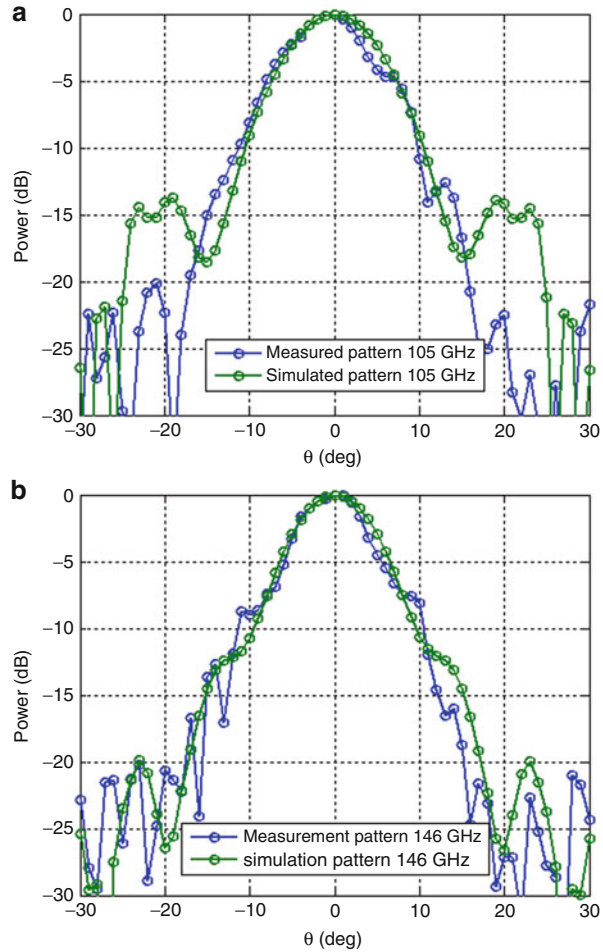 a
0
−5
−10
−15
−20
−25
−30
Power (dB)
Measured pattern 105 GHz
Simulated pattern 105 GHz
−30
−20
−10
0
10
20
30
θ (deg)
b
0
−5
−10
−15
−20
−25
−30
Power (dB)
Measurement pattern 146 GHz
simulation pattern 146 GHz
−30
−20
−10
0
10
20
30
θ (deg)